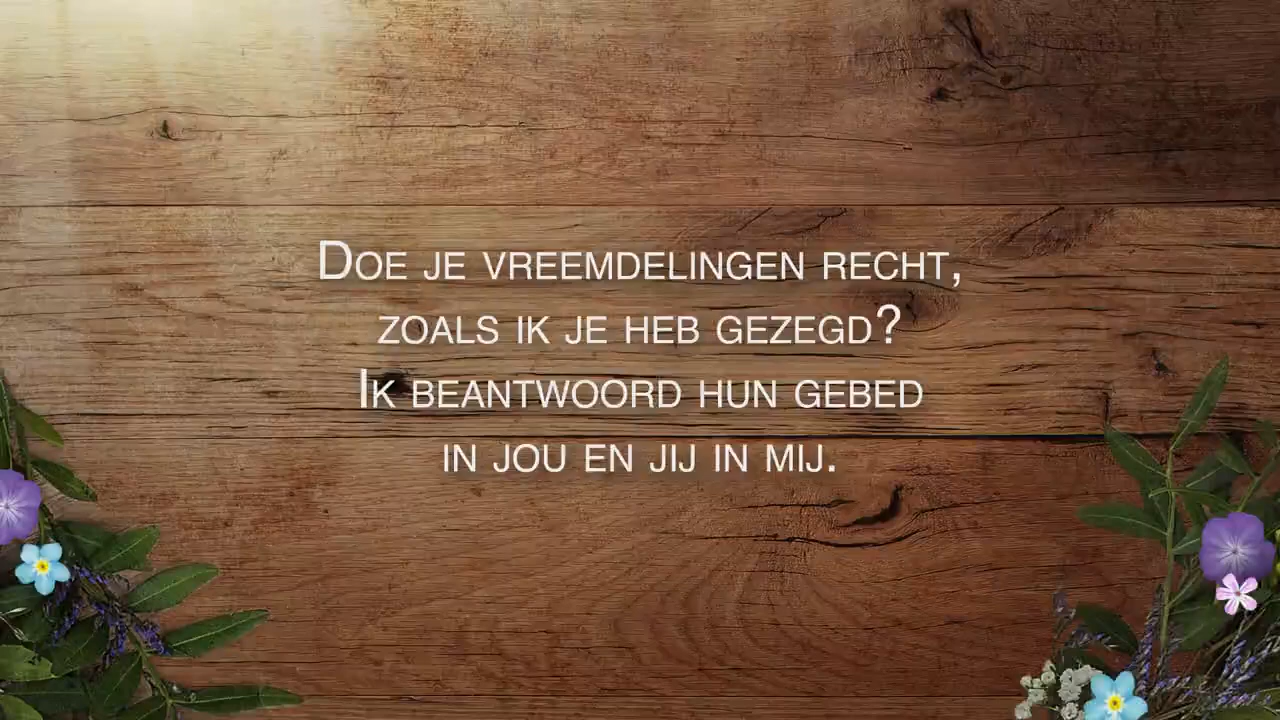 Doe je vreemdelingen recht,
zoals ik je heb gezegd?
Ik beantwoord hun gebed
in jou en jij in mij.